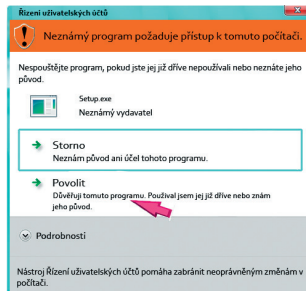 Řízení uživatelských účtů
Neznámý program požaduje přístup k tomuto počítači.
Nespouštějte program, pokud jste jej již dříve nepoužívali nebo neznáte jeho
původ.
Setup.exe
Neznámý vydavatel
Storno
Neznám původ ani účel tohoto programu.
Povolit
Důvěřuji tomuto programu. Používal jsem jej již dříve nebo znám
jeho původ.
Podrobnosti
Nástroj Řízení uživatelských účtů pomáha zabránit neoprávněným změnám v
počítači.